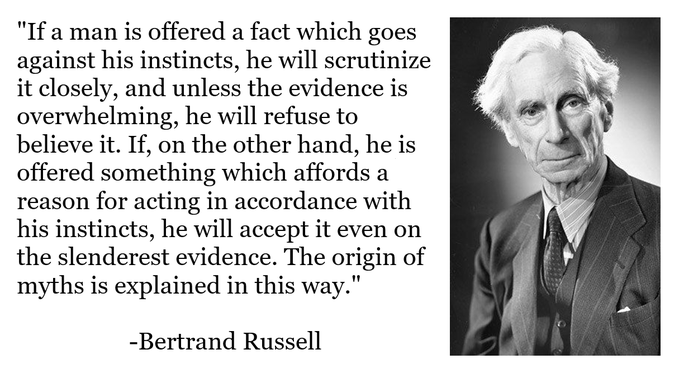 "If a man is offered a fact which goes
against his instincts, he will scrutinize
it closely, and unless the evidence is
overwhelming, he will refuse to
believe it. If, on the other hand, he is
offered something which affords a
reason for acting in accordance with
his instincts, he will accept it even on
the slenderest evidence. The origin of
myths is explained in this way."
-Bertrand Russell